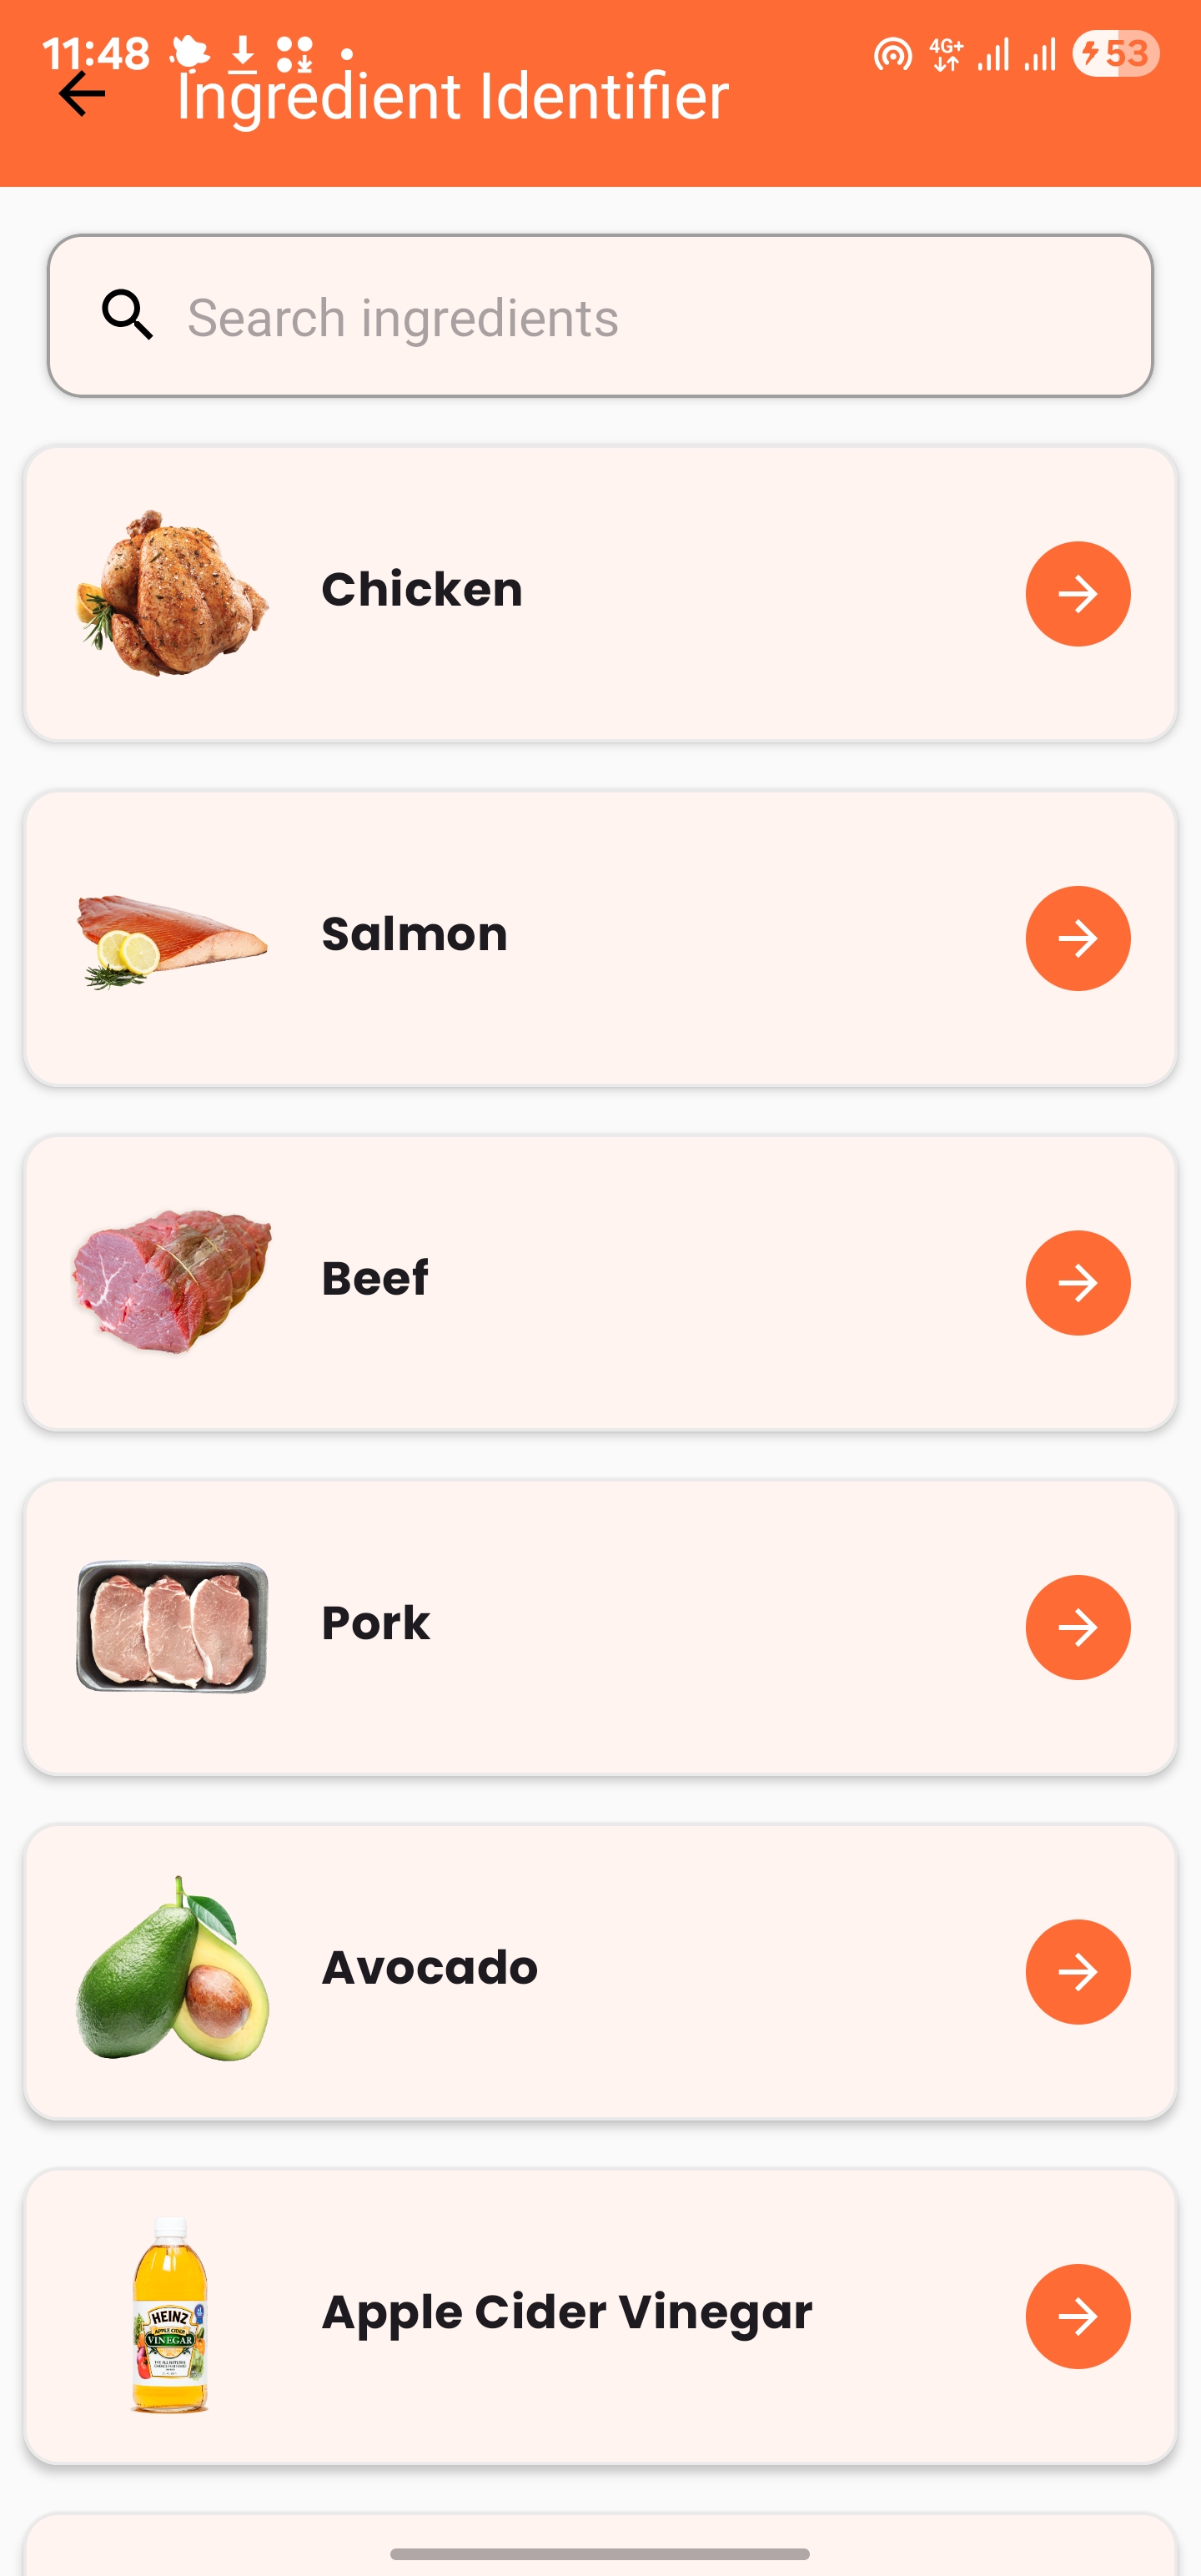 11:48
4G+
53
Ingredient Identifier
Search ingredients
Chicken
Salmon
Beef
Pork
Avocado
Apple Cider Vinegar
HEINZ
APPLE CIDER
VINEGAR